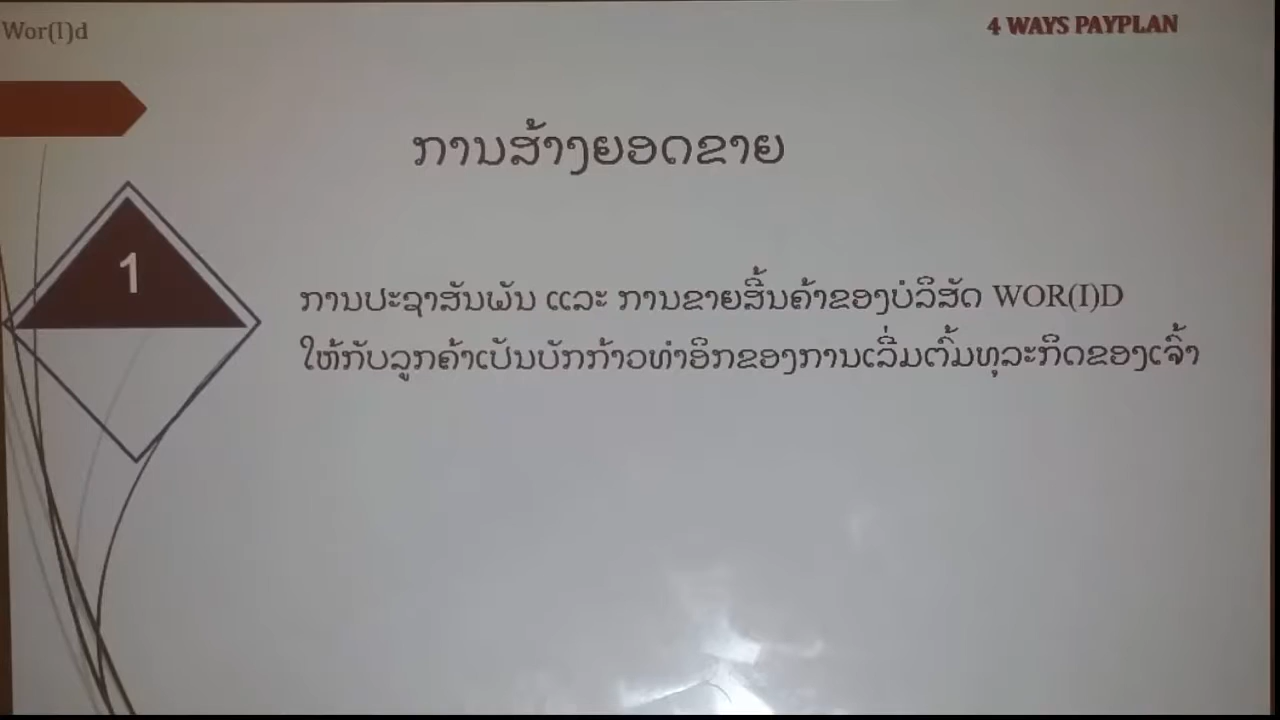 Wor(I)d
4 WAYS PAYPLAN
ການສ້າງຍອດຂາຍ
1
ການປະຊາສັນພັນ ແລະ ການຂາຍສິ້ນຄ້າຂອງບໍລິສັດ WOR(I)D
ໃຫ້ກັບລູກຄ້າເປັນບັກກ້າວທຳອິກຂອງການເລີ່ມຕົ້ມທຸລະກິດຂອງເຈົ້າ